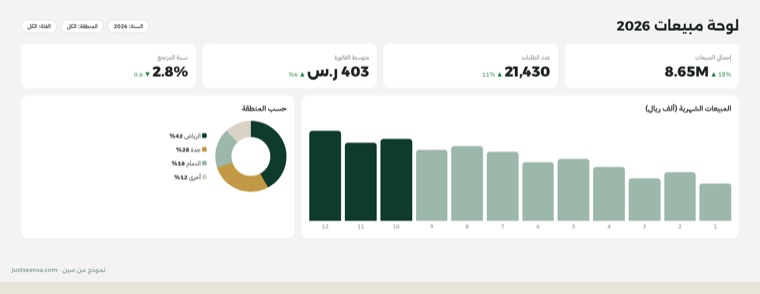 لوحة مبيعات 2026
السنة: 2026
المنطقة: الكل
الفئة: الكل
إجمالي المبيعات
8.65M ▲ 18%
عدد الطلبات
21,430 ▲ 11%
متوسط الفاتورة
403 ر.س ▲ 6%
نسبة المرتجع
2.8% ▼ 0.6
المبيعات الشهرية (ألف ريال)
1 2 3 4 5 6 7 8 9 10 11 12
حسب المنطقة
الرياض 42%
جدة 28%
الدمام 18%
أخرى 12%
نموذج من سين · justseensa.com